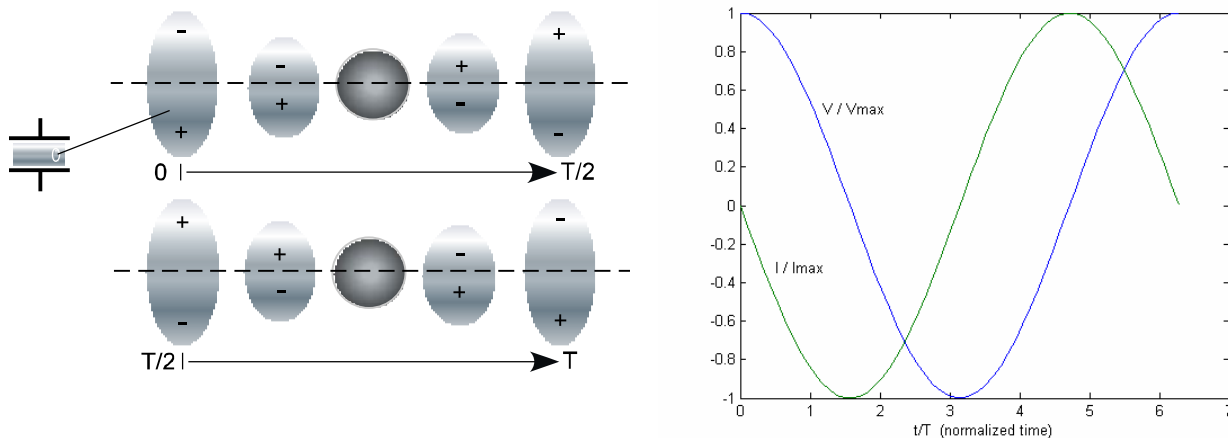 - - + +
+ + - -
0 T/2
+ + - -
- - + +
T/2 T
1
0.8
0.6
0.4
0.2
0
-0.2
-0.4
-0.6
-0.8
-1
V / Vmax
I / Imax
0 1 2 3 4 5 6 7
t/T (normalized time)